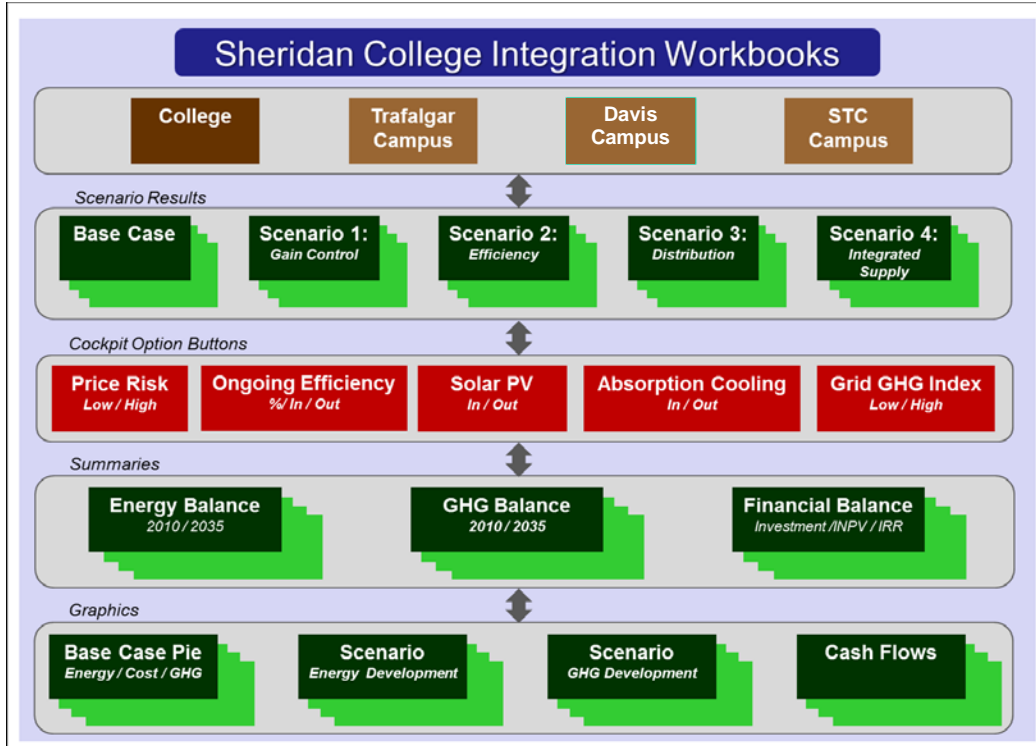 Sheridan College Integration Workbooks
College
Trafalgar
Campus
Davis
Campus
STC
Campus
Scenario Results
Base Case
Scenario 1:
Gain Control
Scenario 2:
Efficiency
Scenario 3:
Distribution
Scenario 4:
Integrated
Supply
Cockpit Option Buttons
Price Risk
Low / High
Ongoing Efficiency
%/ In / Out
Solar PV
In / Out
Absorption Cooling
In / Out
Grid GHG Index
Low / High
Summaries
Energy Balance
2010 / 2035
GHG Balance
2010 / 2035
Financial Balance
Investment /INPV / IRR
Graphics
Base Case Pie
Energy / Cost / GHG
Scenario
Energy Development
Scenario
GHG Development
Cash Flows